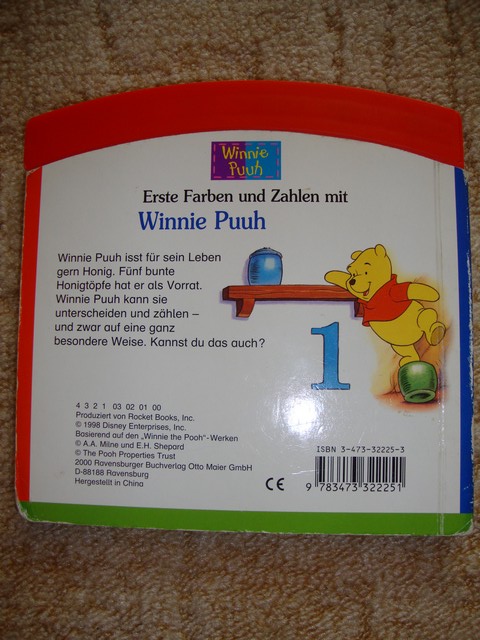 Winnie
Puuh
Erste Farben und Zahlen mit
Winnie Puuh
Winnie Puuh isst für sein Leben
gern Honig. Fünf bunte
Honigtöpfe hat er als Vorrat.
Winnie Puuh kann sie
unterscheiden und zählen –
und zwar auf eine ganz
besondere Weise. Kannst du das auch?
1
4 3 2 1 03 02 01 00
Produziert von Rocket Books, Inc.
© 1998 Disney Enterprises, Inc.
Basierend auf den „Winnie the Pooh"-Werken
© A.A. Milne und E.H. Shepard
© The Pooh Properties Trust
2000 Ravensburger Buchverlag Otto Maier GmbH
D-88188 Ravensburg
Hergestellt in China
CE
ISBN 3-473-32225-3
9 783473 322251